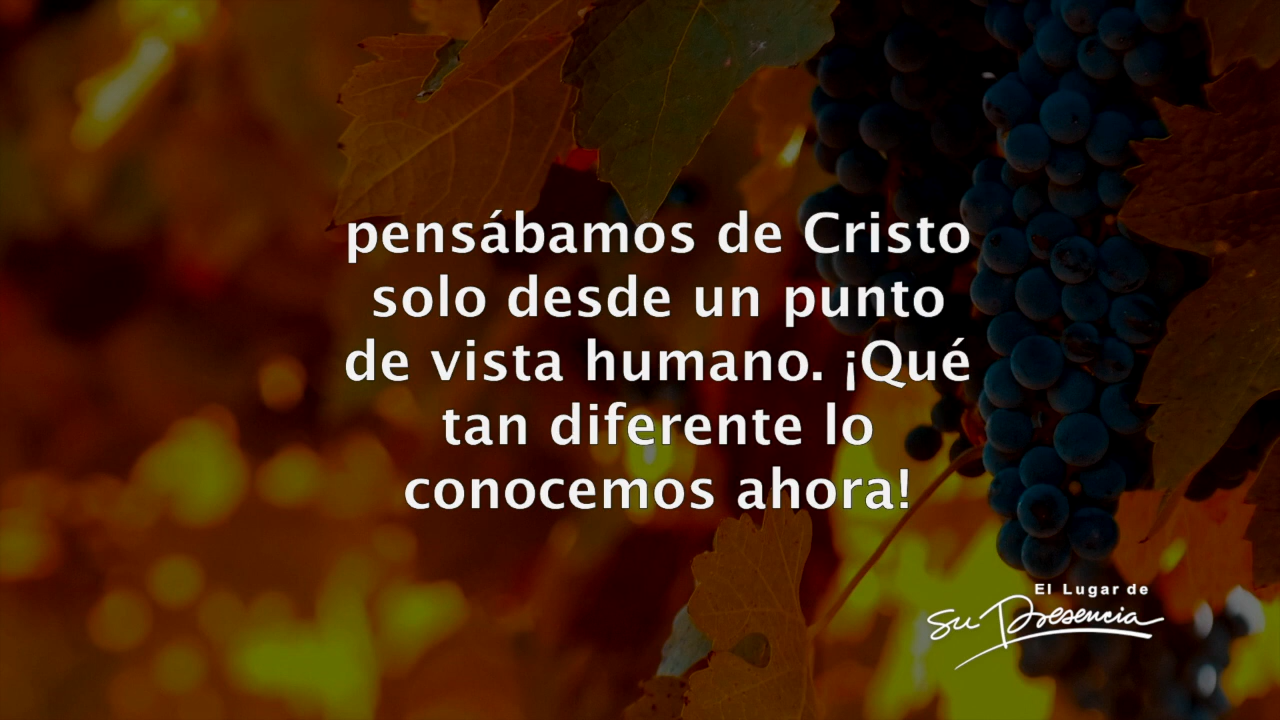 pensábamos de Cristo
solo desde un punto
de vista humano. ¡Qué
tan diferente lo
conocemos ahora!
El Lugar de
Su Presencia